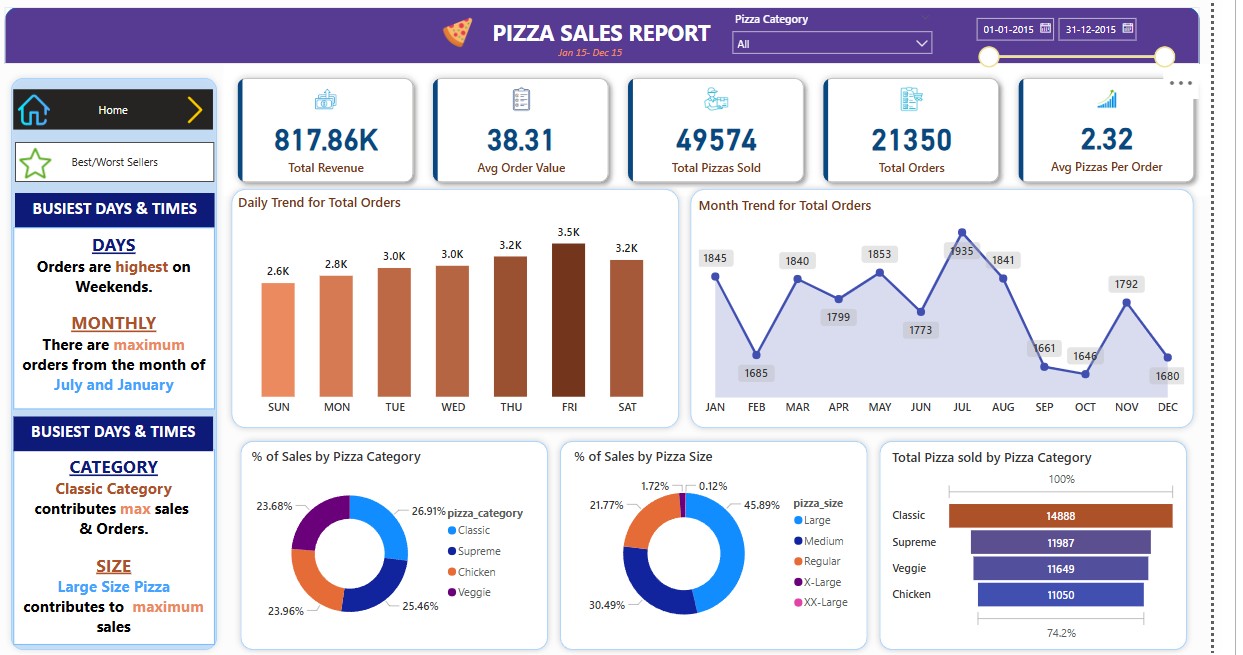 PIZZA SALES REPORT
Jan 15- Dec 15
Pizza Category
All
01-01-2015
31-12-2015
Home
Best/Worst Sellers
BUSIEST DAYS & TIMES
DAYS
Orders are highest on
Weekends.
MONTHLY
There are maximum
orders from the month of
July and January
BUSIEST DAYS & TIMES
CATEGORY
Classic Category
contributes max sales
& Orders.
SIZE
Large Size Pizza
contributes to maximum
sales
817.86K
Total Revenue
38.31
Avg Order Value
49574
Total Pizzas Sold
21350
Total Orders
2.32
Avg Pizzas Per Order
Daily Trend for Total Orders
2.6K
2.8K
3.0K
3.0K
3.2K
3.5K
3.2K
SUN MON TUE WED THU FRI SAT
Month Trend for Total Orders
1845
1685
1840
1799
1853
1773
1935
1841
1661
1646
1792
1680
JAN FEB MAR APR MAY JUN JUL AUG SEP OCT NOV DEC
% of Sales by Pizza Category
26.91%
25.46%
23.96%
23.68%
pizza_category
Classic
Supreme
Chicken
Veggie
% of Sales by Pizza Size
1.72%
0.12%
21.77%
45.89%
30.49%
pizza_size
Large
Medium
Regular
X-Large
XX-Large
Total Pizza sold by Pizza Category
100%
Classic 14888
Supreme 11987
Veggie 11649
Chicken 11050
74.2%